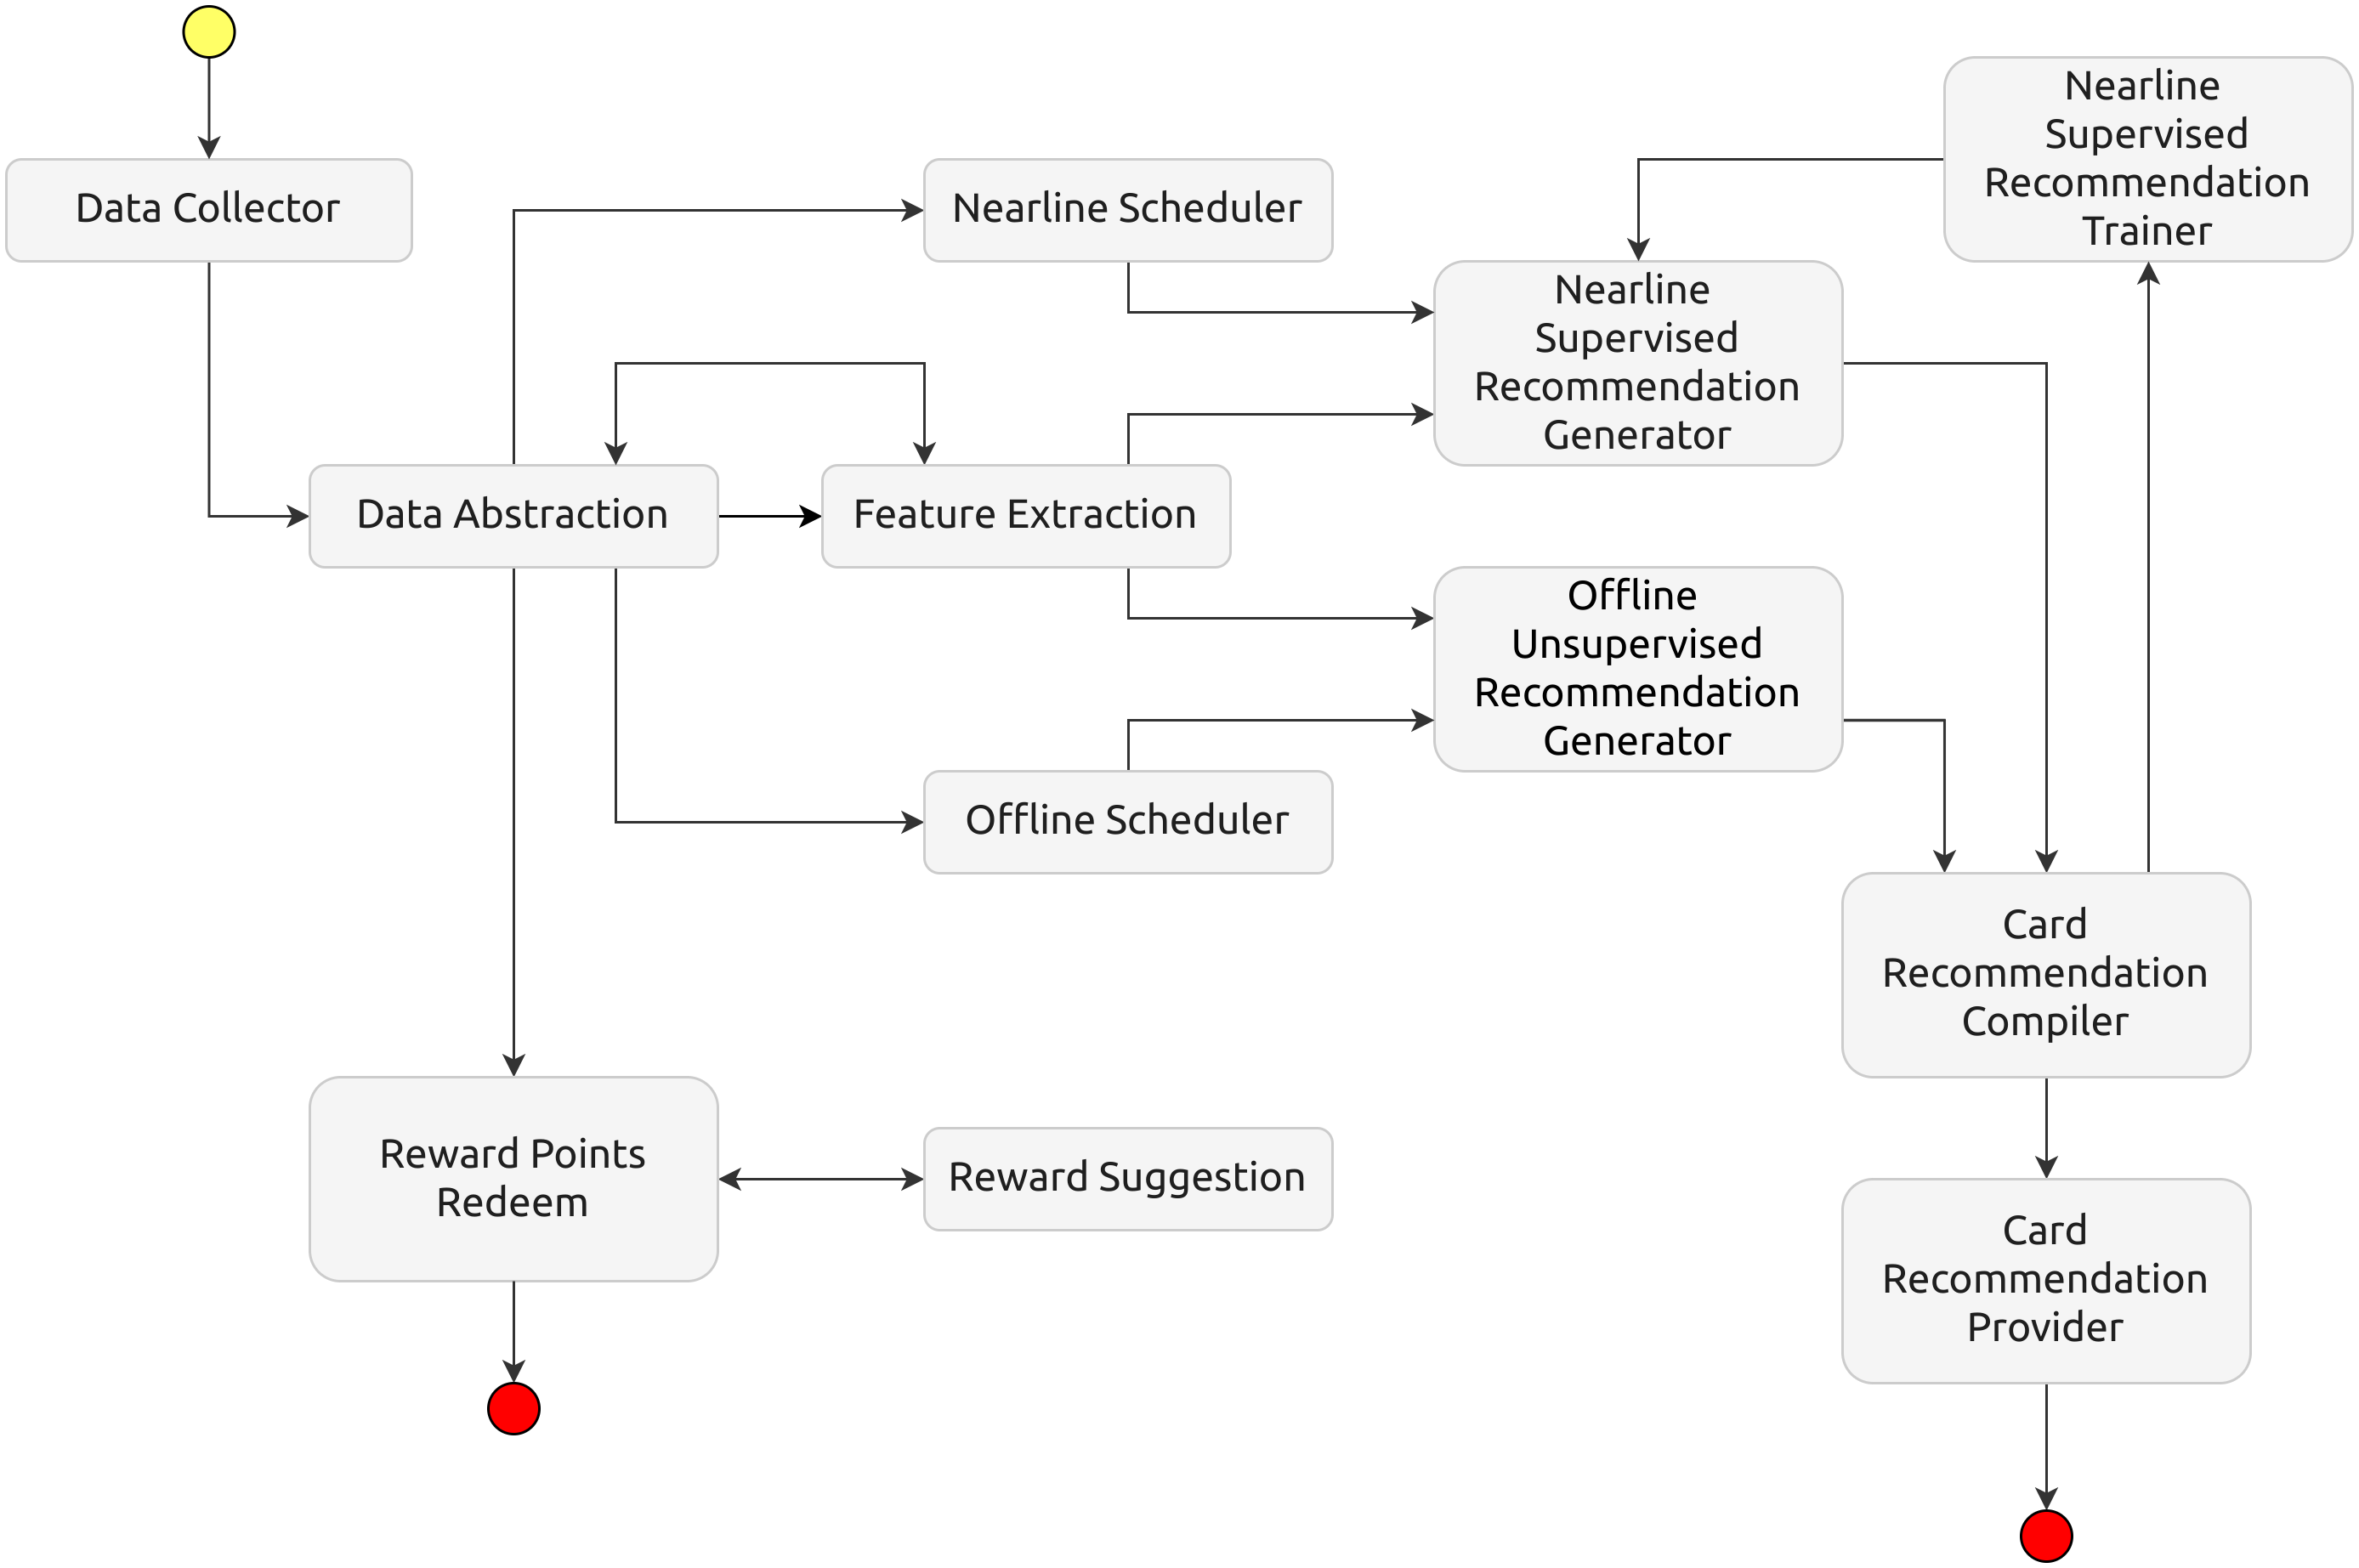 Nearline
Supervised
Recommendation
Trainer
Data Collector
Nearline Scheduler
Nearline
Supervised
Recommendation
Generator
Data Abstraction
Feature Extraction
Offline
Unsupervised
Recommendation
Generator
Offline Scheduler
Card
Recommendation
Compiler
Reward Points
Redeem
Reward Suggestion
Card
Recommendation
Provider